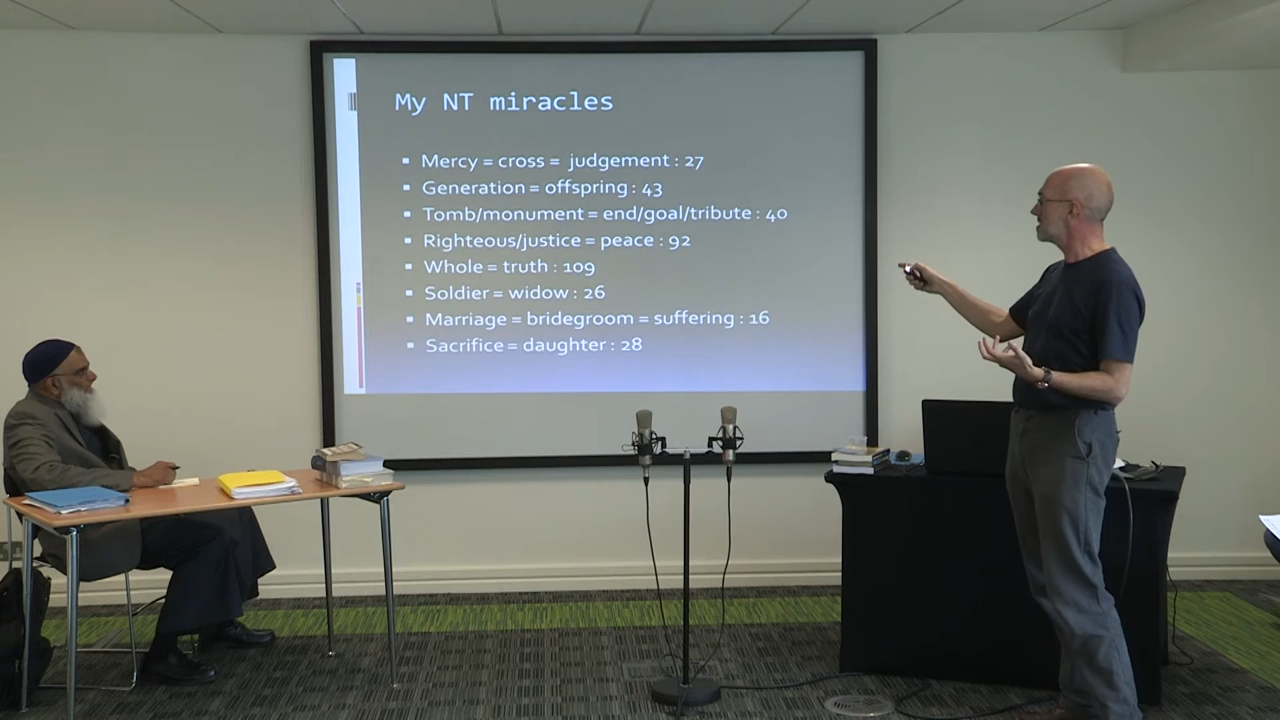 My NT miracles
▪ Mercy = cross = judgement : 27
▪ Generation = offspring : 43
▪ Tomb/monument = end/goal/tribute : 40
▪ Righteous/justice = peace : 92
▪ Whole = truth : 109
▪ Soldier = widow : 26
▪ Marriage = bridegroom = suffering : 16
▪ Sacrifice = daughter : 28